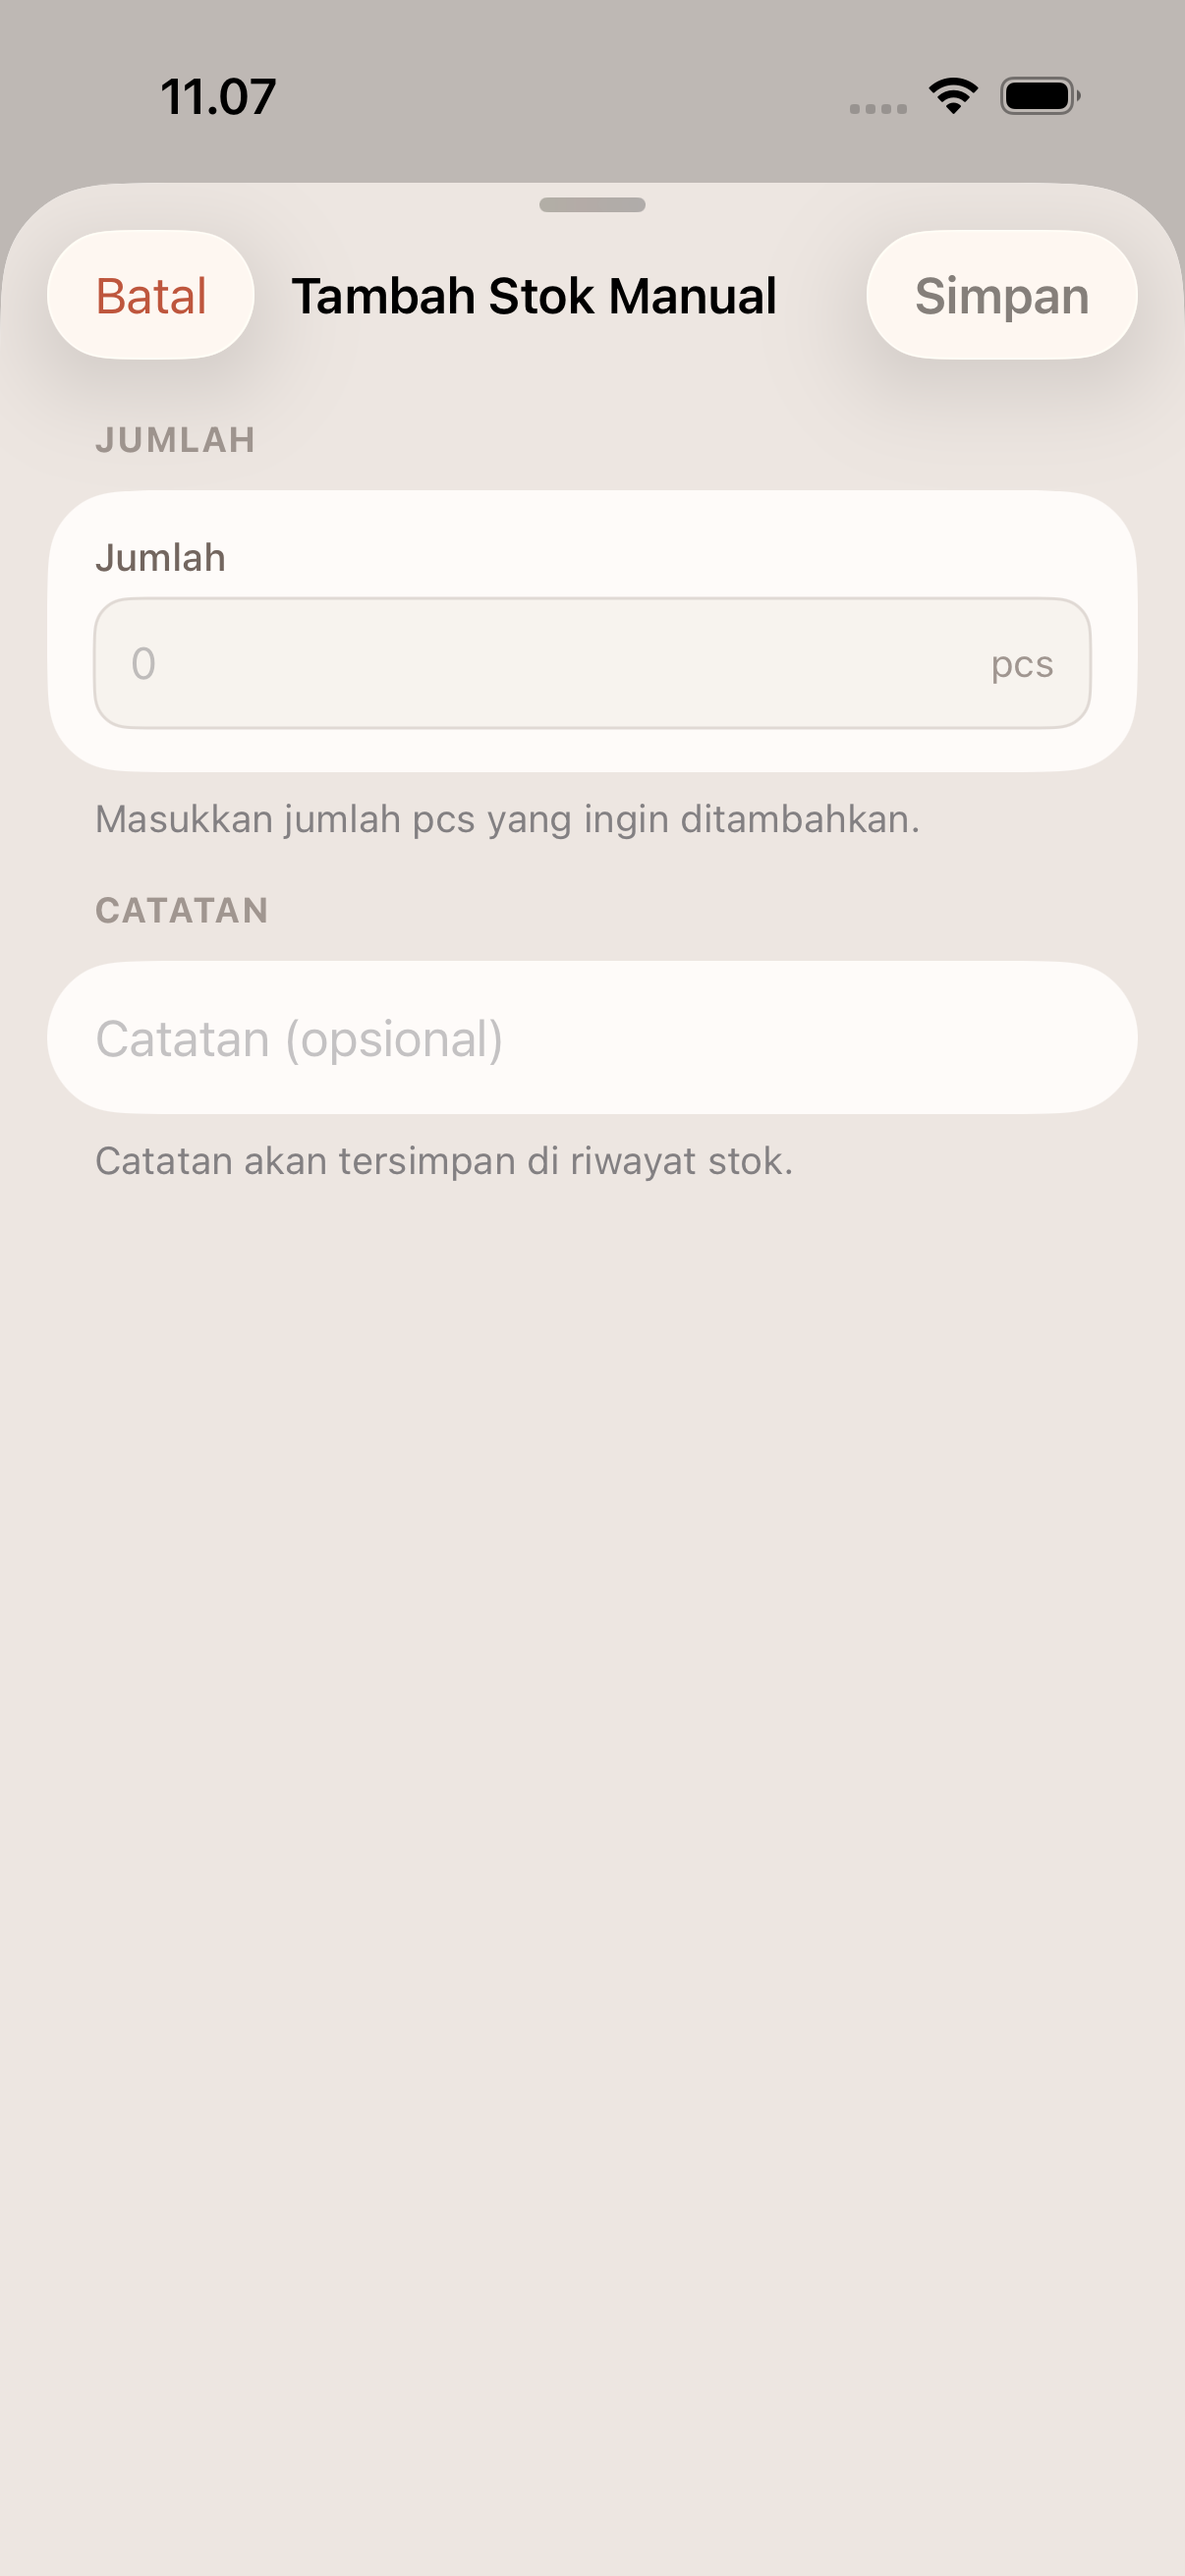 11.07
Batal
Tambah Stok Manual
Simpan
JUMLAH
Jumlah
0
pcs
Masukkan jumlah pcs yang ingin ditambahkan.
CATATAN
Catatan (opsional)
Catatan akan tersimpan di riwayat stok.